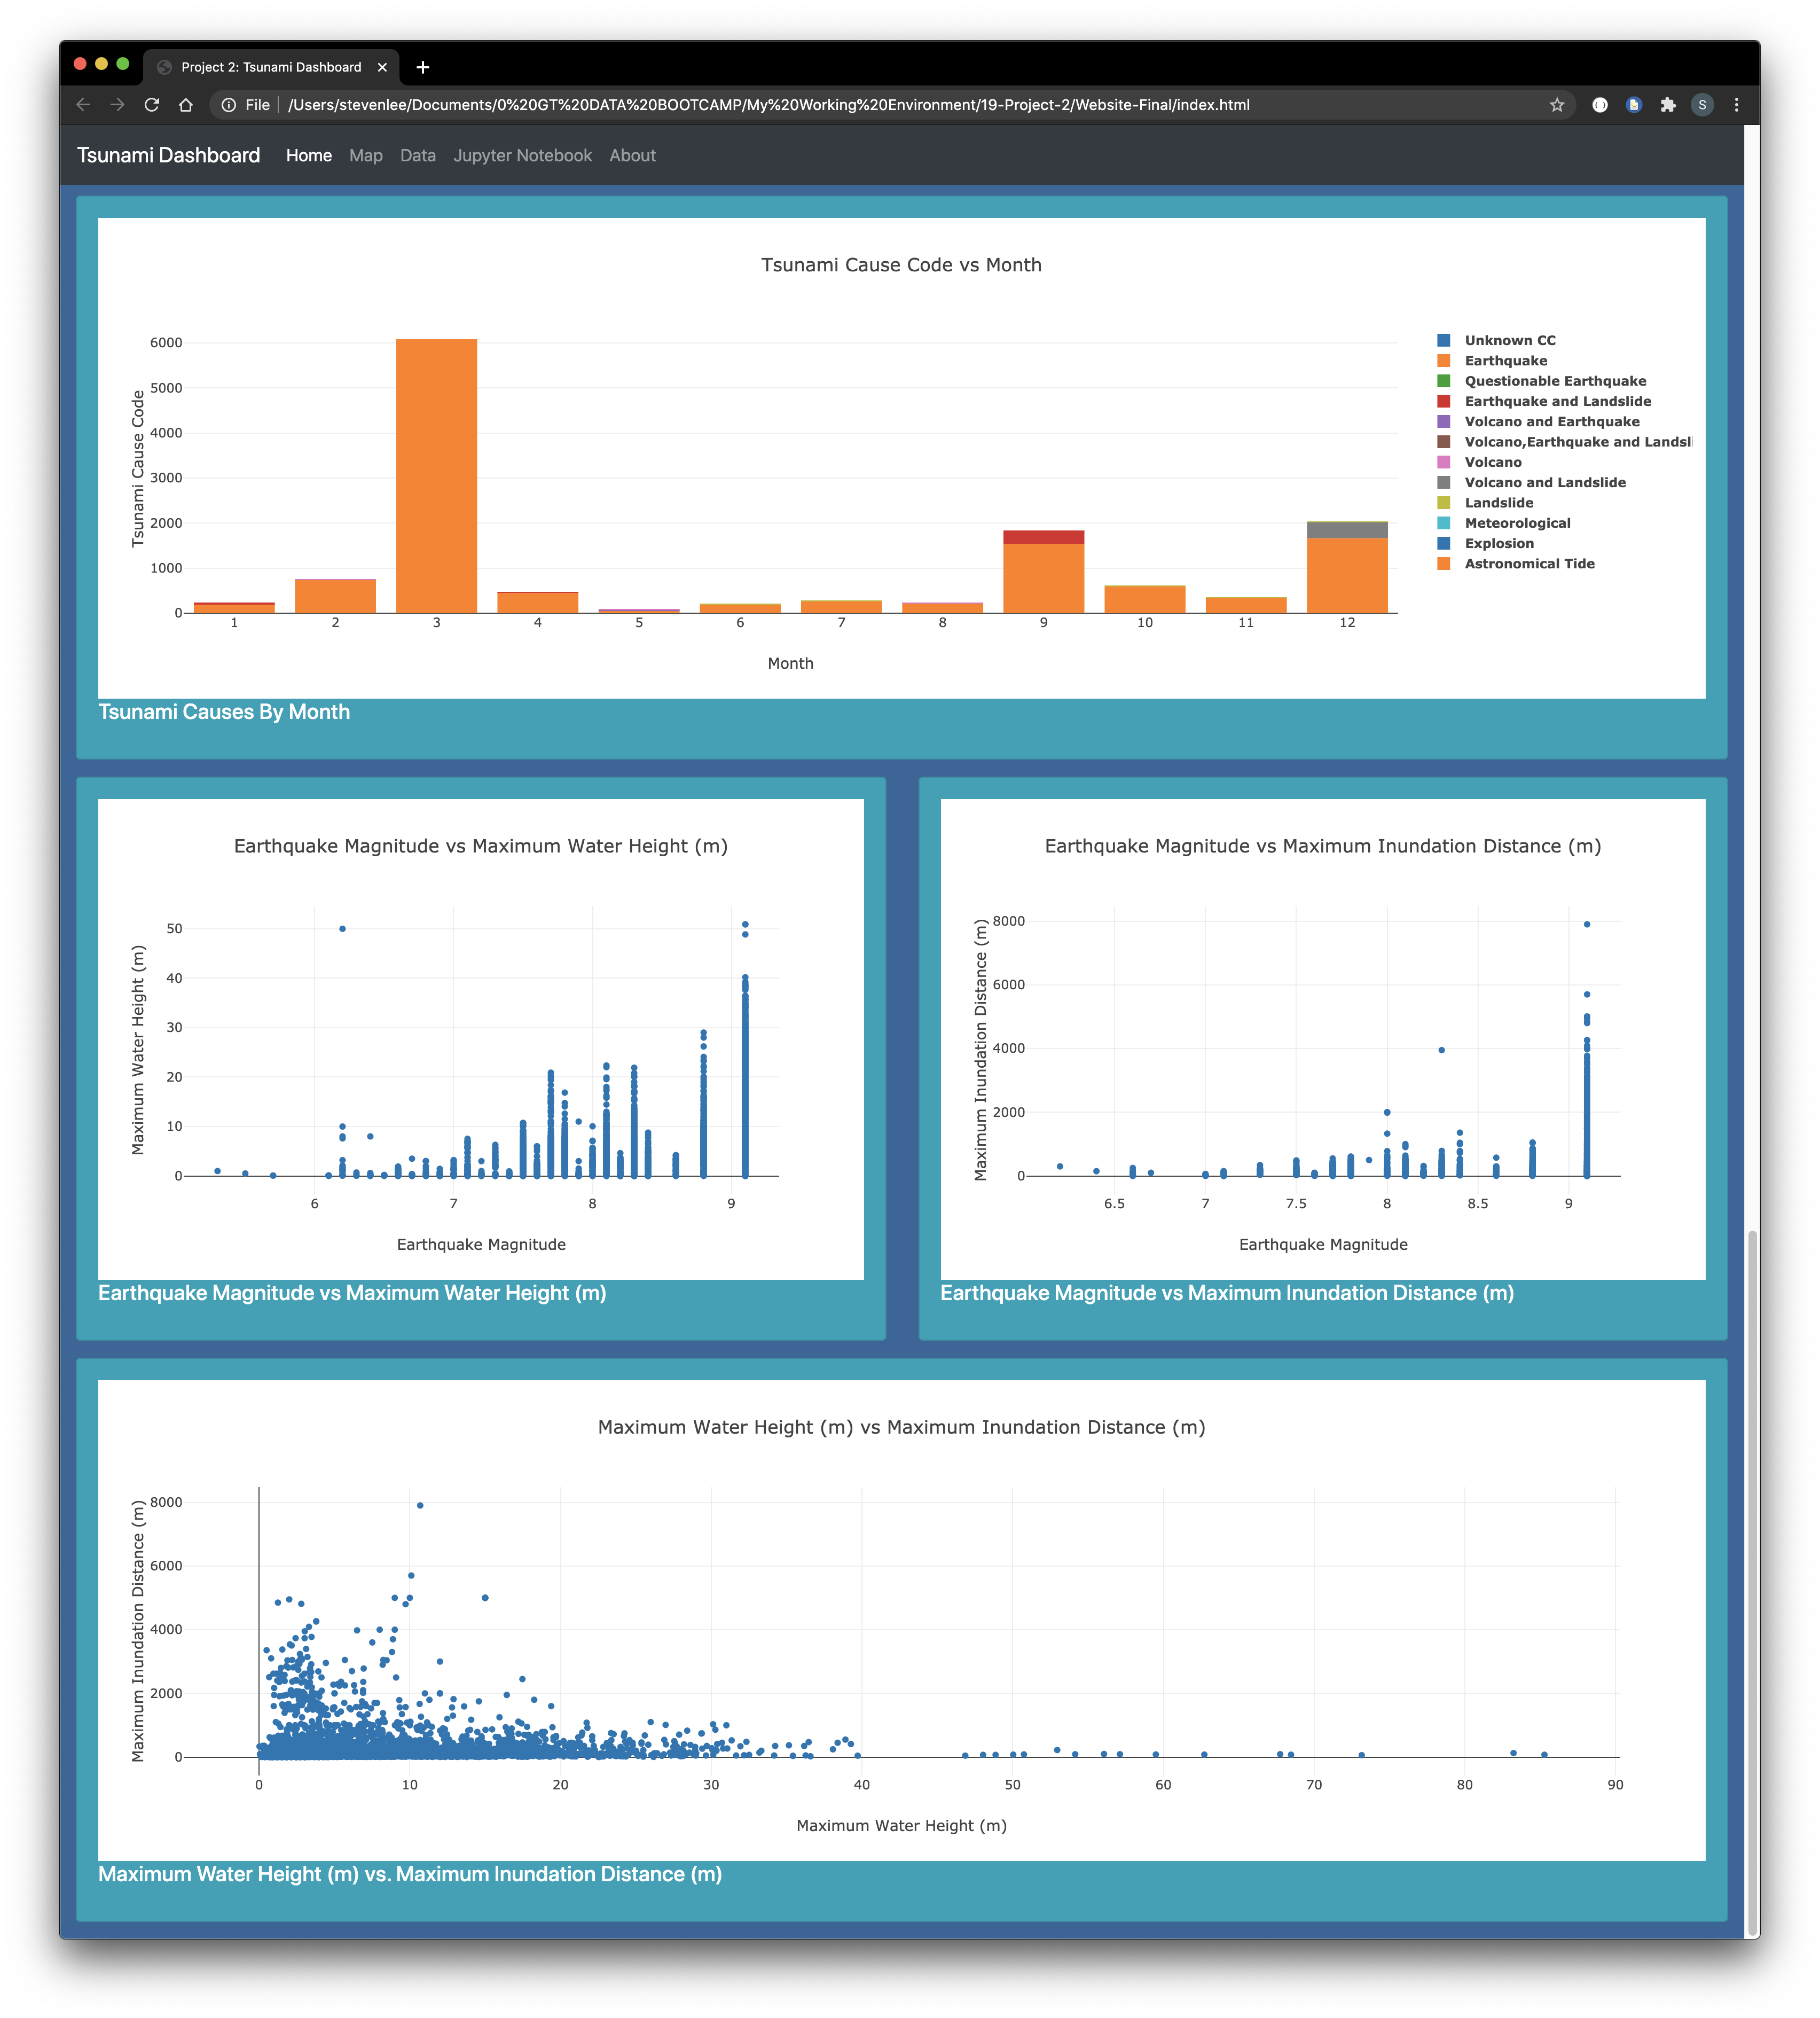 Project 2: Tsunami Dashboard
File /Users/stevenlee/Documents/0%20GT%20DATA%20BOOTCAMP/My%20Working%20Environment/19-Project-2/Website-Final/index.html
S
Tsunami Dashboard Home Map Data Jupyter Notebook About
Tsunami Cause Code vs Month
Tsunami Cause Code
6000
5000
4000
3000
2000
1000
0
1 2 3 4 5 6 7 8 9 10 11 12
Month
Unknown CC
Earthquake
Questionable Earthquake
Earthquake and Landslide
Volcano and Earthquake
Volcano,Earthquake and Landsl
Volcano
Volcano and Landslide
Landslide
Meteorological
Explosion
Astronomical Tide
Tsunami Causes By Month
Earthquake Magnitude vs Maximum Water Height (m)
Maximum Water Height (m)
50
40
30
20
10
0
6 7 8 9
Earthquake Magnitude
Earthquake Magnitude vs Maximum Water Height (m)
Earthquake Magnitude vs Maximum Inundation Distance (m)
Maximum Inundation Distance (m)
8000
6000
4000
2000
0
6.5 7 7.5 8 8.5 9
Earthquake Magnitude
Earthquake Magnitude vs Maximum Inundation Distance (m)
Maximum Water Height (m) vs Maximum Inundation Distance (m)
Maximum Inundation Distance (m)
8000
6000
4000
2000
0
0 10 20 30 40 50 60 70 80 90
Maximum Water Height (m)
Maximum Water Height (m) vs. Maximum Inundation Distance (m)